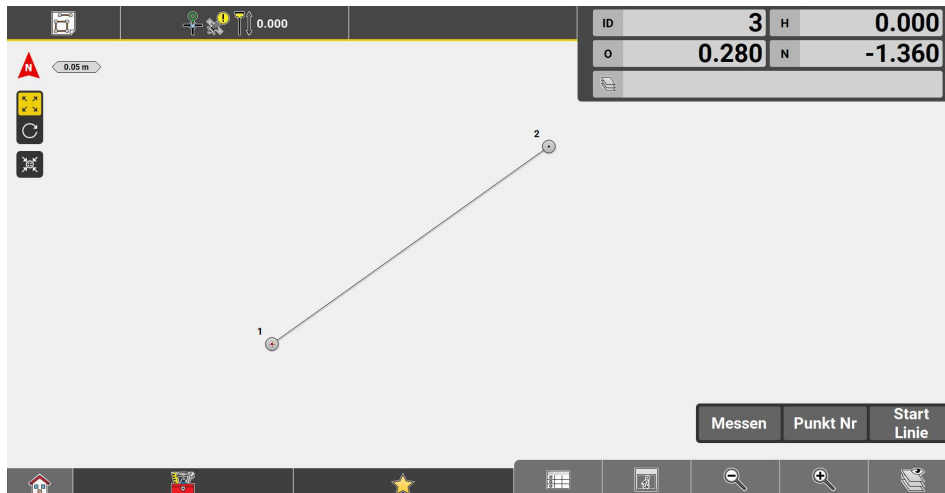 0.000
ID 3 H 0.000
O 0.280 N -1.360
N 0.05 m
2
1
Messen Punkt Nr Start Linie